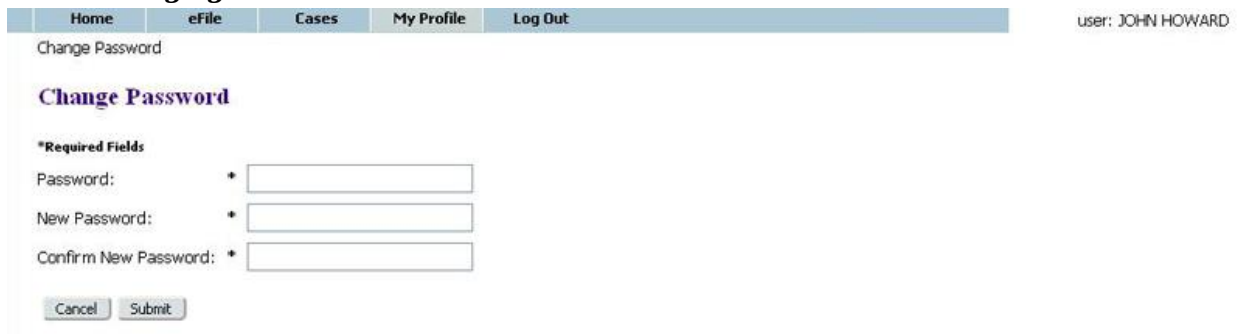 Home eFile Cases My Profile Log Out user: JOHN HOWARD
Change Password
Change Password
*Required Fields
Password: *
New Password: *
Confirm New Password: *
Cancel Submit